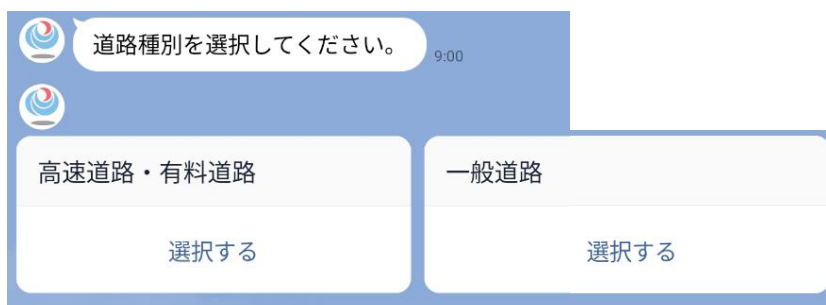 道路種別を選択してください。
9:00
高速道路・有料道路
選択する
一般道路
選択する